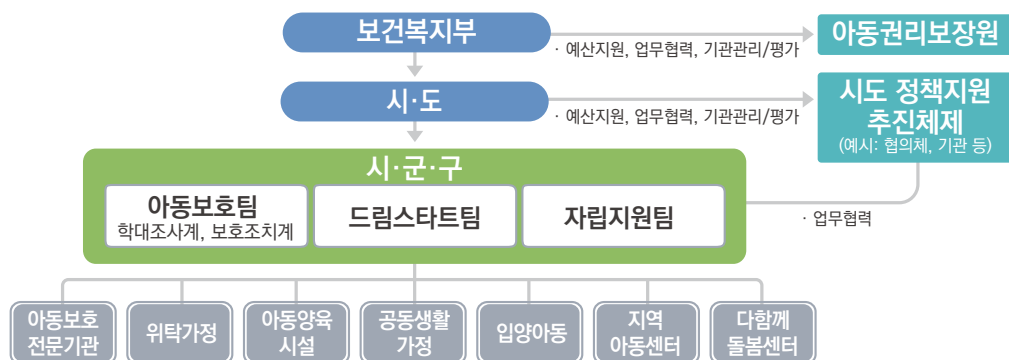 보건복지부
· 예산지원, 업무협력, 기관관리/평가
아동권리보장원
시·도
· 예산지원, 업무협력, 기관관리/평가
시도 정책지원
추진체제
(예시: 협의체, 기관 등)
시·군·구
아동보호팀
학대조사계, 보호조치계
드림스타트팀
자립지원팀
· 업무협력
아동보호
전문기관
위탁가정
아동양육
시설
공동생활
가정
입양아동
지역
아동센터
다함께
돌봄센터